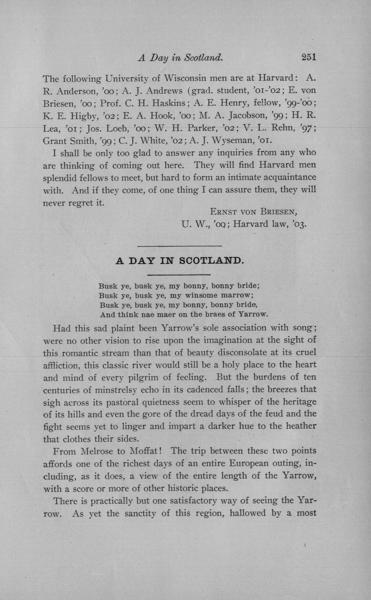 A Day in Scotland. 251
The following University of Wisconsin men are at Harvard: A.
R. Anderson, '00; A. J. Andrews (grad. student, '01-'02; E. von
Briesen, '00; Prof. C. H. Haskins; A. E. Henry, fellow, '99-'00;
K. E. Higby, '02; E. A. Hook, '00; M. A. Jacobson, '99; H. R.
Lea, '01; Jos. Loeb, '00; W. H. Parker, '02; V. L. Rehn, '97;
Grant Smith, '99; C. J. White, '02; A. J. Wyseman, '01.
I shall be only too glad to answer any inquiries from any who
are thinking of coming out here. They will find Harvard men
splendid fellows to meet, but hard to form an intimate acquaintance
with. And if they come, of one thing I can assure them, they will
never regret it.
ERNST VON BRIESEN,
U. W., '00; Harvard law, '03.
A DAY IN SCOTLAND.
Busk ye, busk ye, my bonny, bonny bride;
Busk ye, busk ye, my winsome marrow;
Busk ye, busk ye, my bonny, bonny bride,
And think nae maer on the braes of Yarrow.
Had this sad plaint been Yarrow's sole association with song;
were no other vision to rise upon the imagination at the sight of
this romantic stream than that of beauty disconsolate at its cruel
affliction, this classic river would still be a holy place to the heart
and mind of every pilgrim of feeling. But the burdens of ten
centuries of minstrelsy echo in its cadenced falls; the breezes that
sigh across its pastoral quietness seem to whisper of the heritage
of its hills and even the gore of the dread days of the feud and the
fight seems yet to linger and impart a darker hue to the heather
that clothes their sides.
From Melrose to Moffat! The trip between these two points
affords one of the richest days of an entire European outing, in-
cluding, as it does, a view of the entire length of the Yarrow,
with a score or more of other historic places.
There is practically but one satisfactory way of seeing the Yar-
row. As yet the sanctity of this region, hallowed by a most